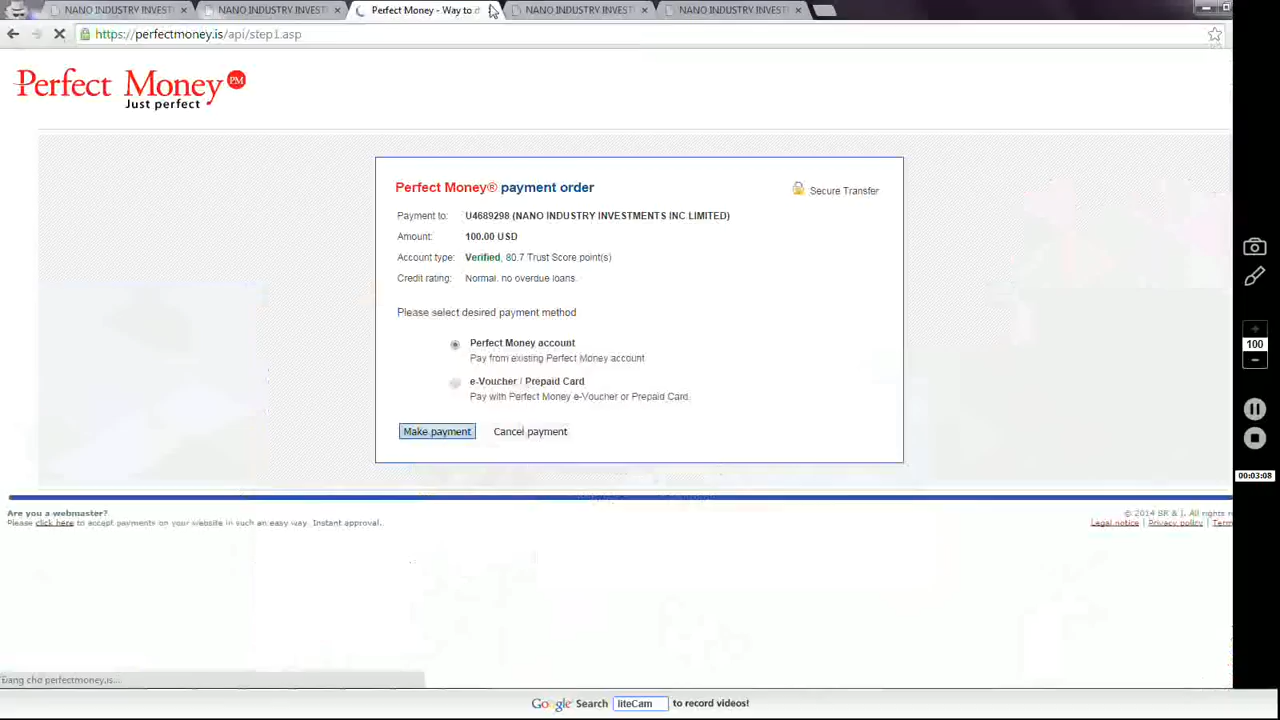 NANO INDUSTRY INVEST
NANO INDUSTRY INVEST
Perfect Money - Way to d
NANO INDUSTRY INVEST
NANO INDUSTRY INVEST
https://perfectmoney.is/api/step1.asp
Perfect Money PM
Just perfect
Perfect Money® payment order
Secure Transfer
Payment to: U4689298 (NANO INDUSTRY INVESTMENTS INC LIMITED)
Amount: 100.00 USD
Account type: Verified, 80.7 Trust Score point(s)
Credit rating: Normal. no overdue loans.
Please select desired payment method
Perfect Money account
Pay from existing Perfect Money account
e-Voucher / Prepaid Card
Pay with Perfect Money e-Voucher or Prepaid Card.
Make payment Cancel payment
100
00:03:08
Are you a webmaster?
Please click here to accept payments on your website in such an easy way. Instant approval.
© 2014 SR & I. All rights re
Legal notice | Privacy policy | Term
Đang chờ perfectmoney.is...
Google Search liteCam to record videos!